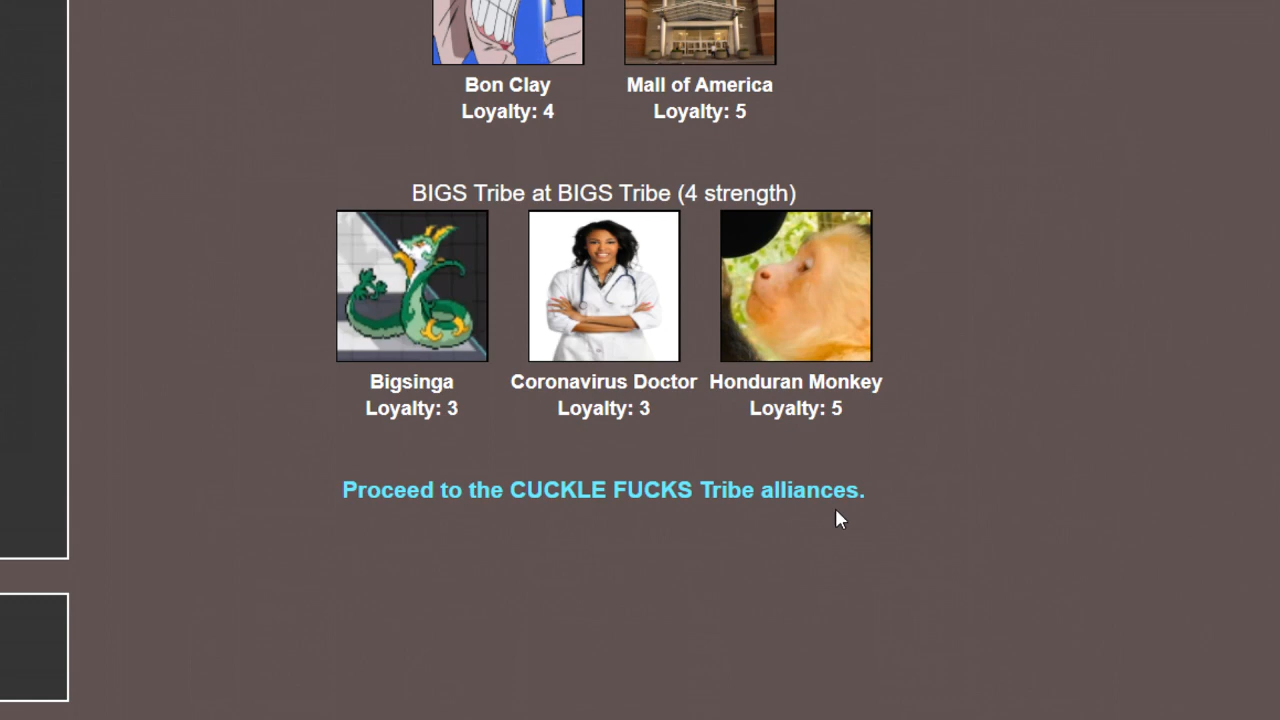 Bon Clay
Loyalty: 4
Mall of America
Loyalty: 5
BIGS Tribe at BIGS Tribe (4 strength)
Bigsinga
Loyalty: 3
Coronavirus Doctor
Loyalty: 3
Honduran Monkey
Loyalty: 5
Proceed to the CUCKLE FUCKS Tribe alliances.